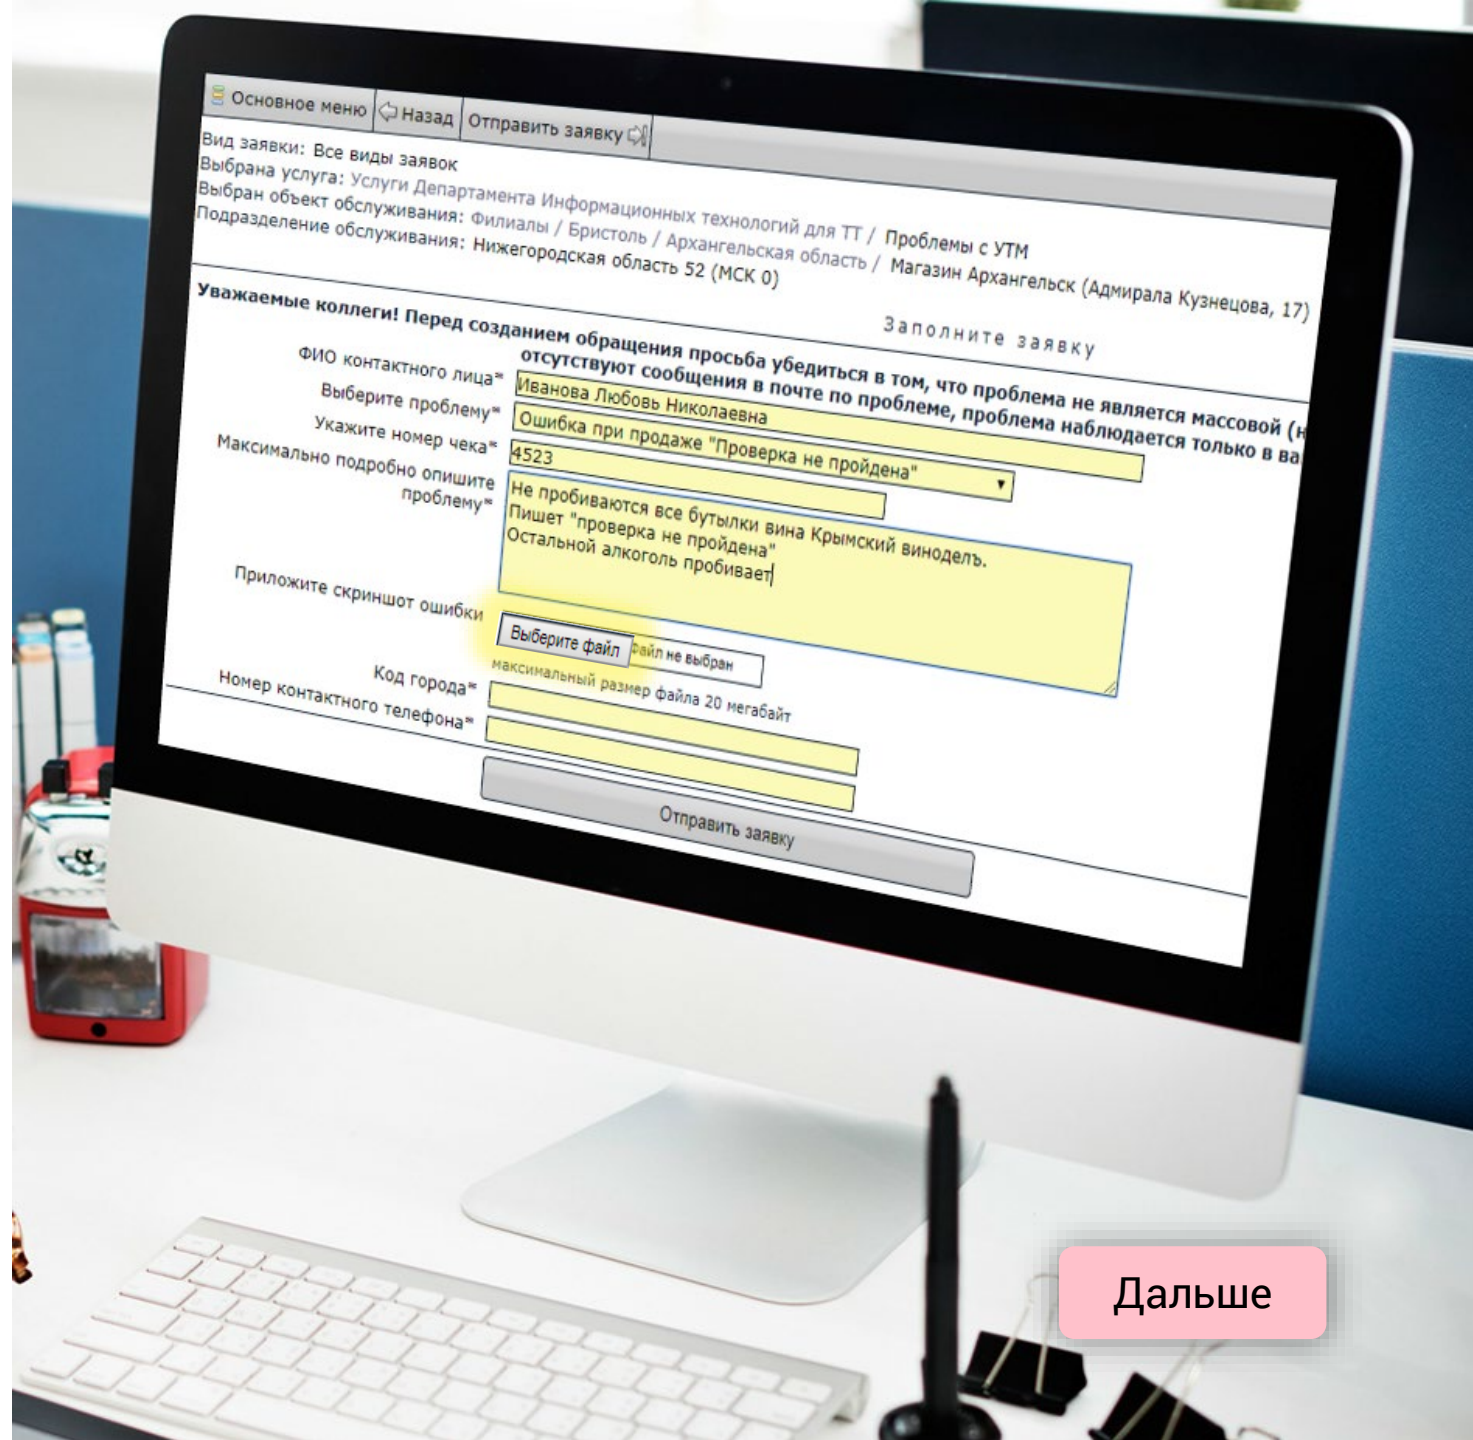 Основное меню
Назад
Отправить заявку
Вид заявки: Все виды заявок
Выбрана услуга: Услуги Департамента Информационных технологий для ТТ / Проблемы с УТМ
Выбран объект обслуживания: Филиалы / Бристоль / Архангельская область / Магазин Архангельск (Адмирала Кузнецова, 17)
Подразделение обслуживания: Нижегородская область 52 (МСК 0)
Заполните заявку
Уважаемые коллеги! Перед созданием обращения просьба убедиться в том, что проблема не является массовой (н
отсутствуют сообщения в почте по проблеме, проблема наблюдается только в ва
ФИО контактного лица* Иванова Любовь Николаевна
Выберите проблему* Ошибка при продаже "Проверка не пройдена"
Укажите номер чека* 4523
Максимально подробно опишите
проблему*
Не пробиваются все бутылки вина Крымский виноделъ.
Пишет "проверка не пройдена"
Остальной алкоголь пробивает
Приложите скриншот ошибки
Выберите файл Файл не выбран
максимальный размер файла 20 мегабайт
Код города*
Номер контактного телефона*
Отправить заявку
Дальше